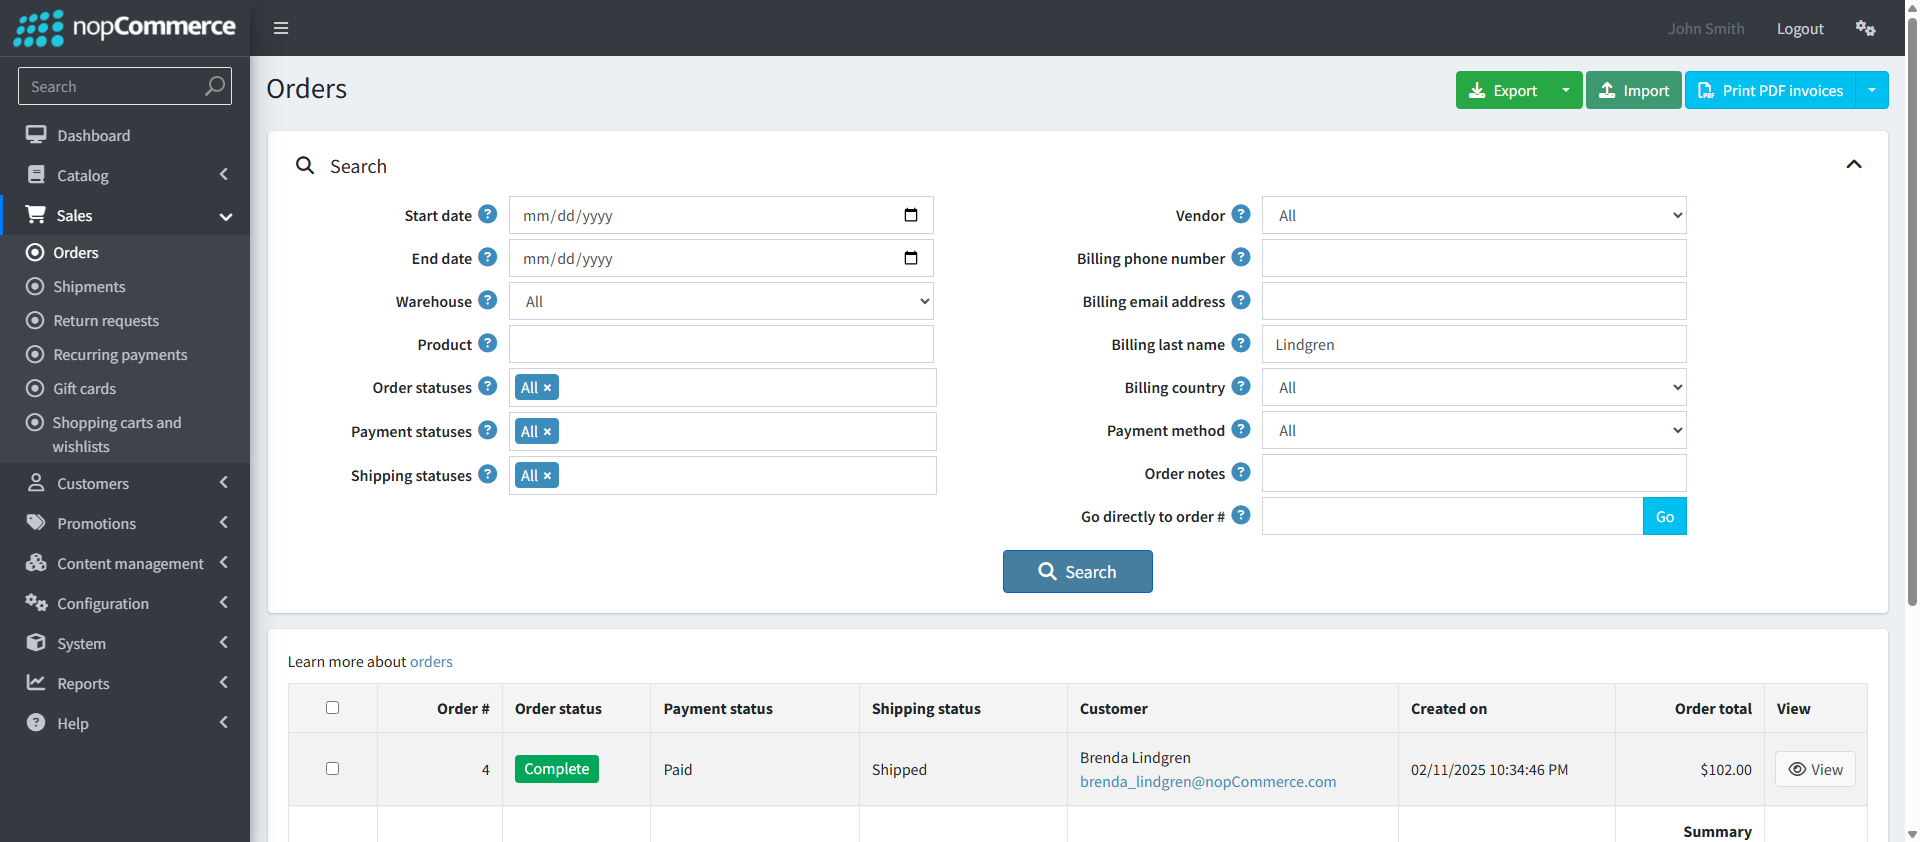 nopCommerce
John Smith
Logout
Search
Dashboard
Catalog
Sales
Orders
Shipments
Return requests
Recurring payments
Gift cards
Shopping carts and
wishlists
Customers
Promotions
Content management
Configuration
System
Reports
Help
Orders
Export
Import
Print PDF invoices
Search
Start date ? mm/dd/yyyy
End date ? mm/dd/yyyy
Warehouse ? All
Product ?
Order statuses ? All ×
Payment statuses ? All ×
Shipping statuses ? All ×
Vendor ? All
Billing phone number ?
Billing email address ?
Billing last name ? Lindgren
Billing country ? All
Payment method ? All
Order notes ?
Go directly to order # ? Go
Search
Learn more about orders
Order # Order status Payment status Shipping status Customer Created on Order total View
4 Complete Paid Shipped Brenda Lindgren 02/11/2025 10:34:46 PM $102.00 View
brenda_lindgren@nopCommerce.com
Summary